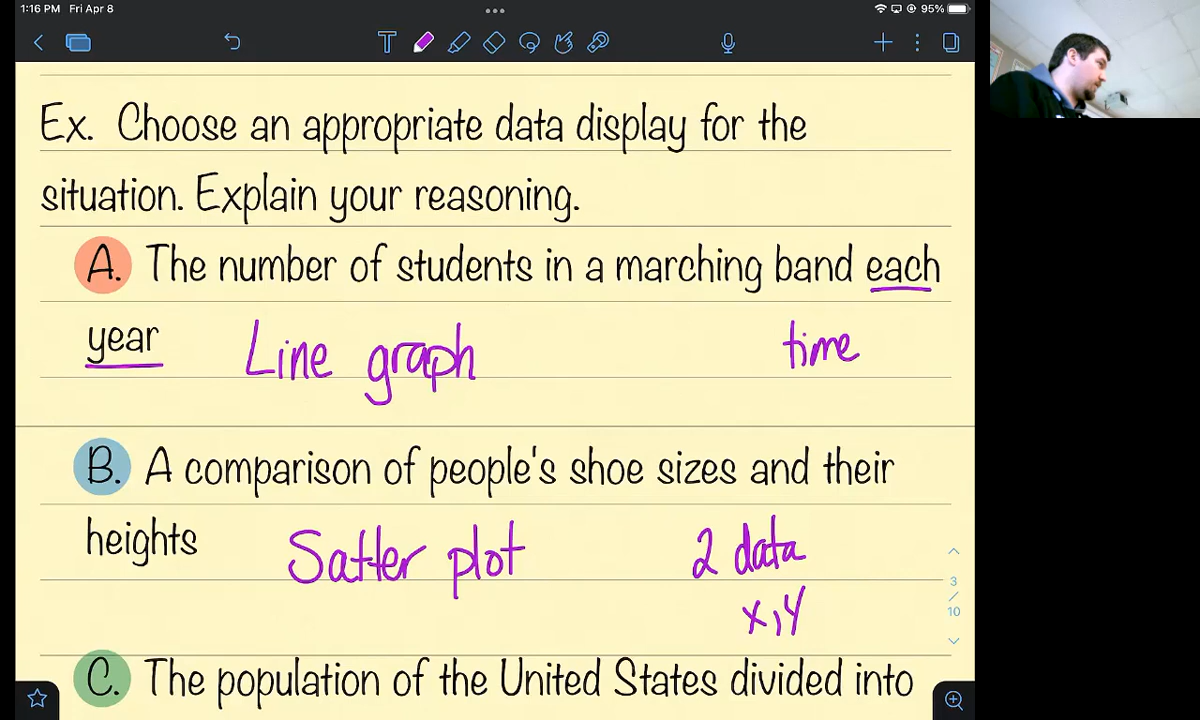 1:16 PM Fri Apr 8
95%
T
Ex. Choose an appropriate data display for the
situation. Explain your reasoning.
A. The number of students in a marching band each
year Line graph time
B. A comparison of people's shoe sizes and their
heights Satter plot 2 data
x,y
3
/
10
C. The population of the United States divided into